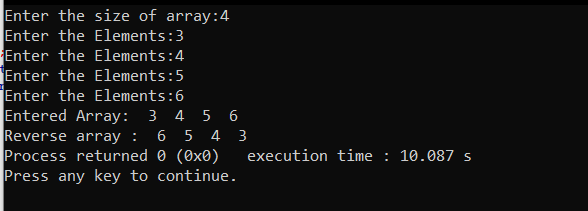 Enter the size of array:4
Enter the Elements:3
Enter the Elements:4
Enter the Elements:5
Enter the Elements:6
Entered Array:  3  4  5  6
Reverse array :  6  5  4  3
Process returned 0 (0x0)   execution time : 10.087 s
Press any key to continue.